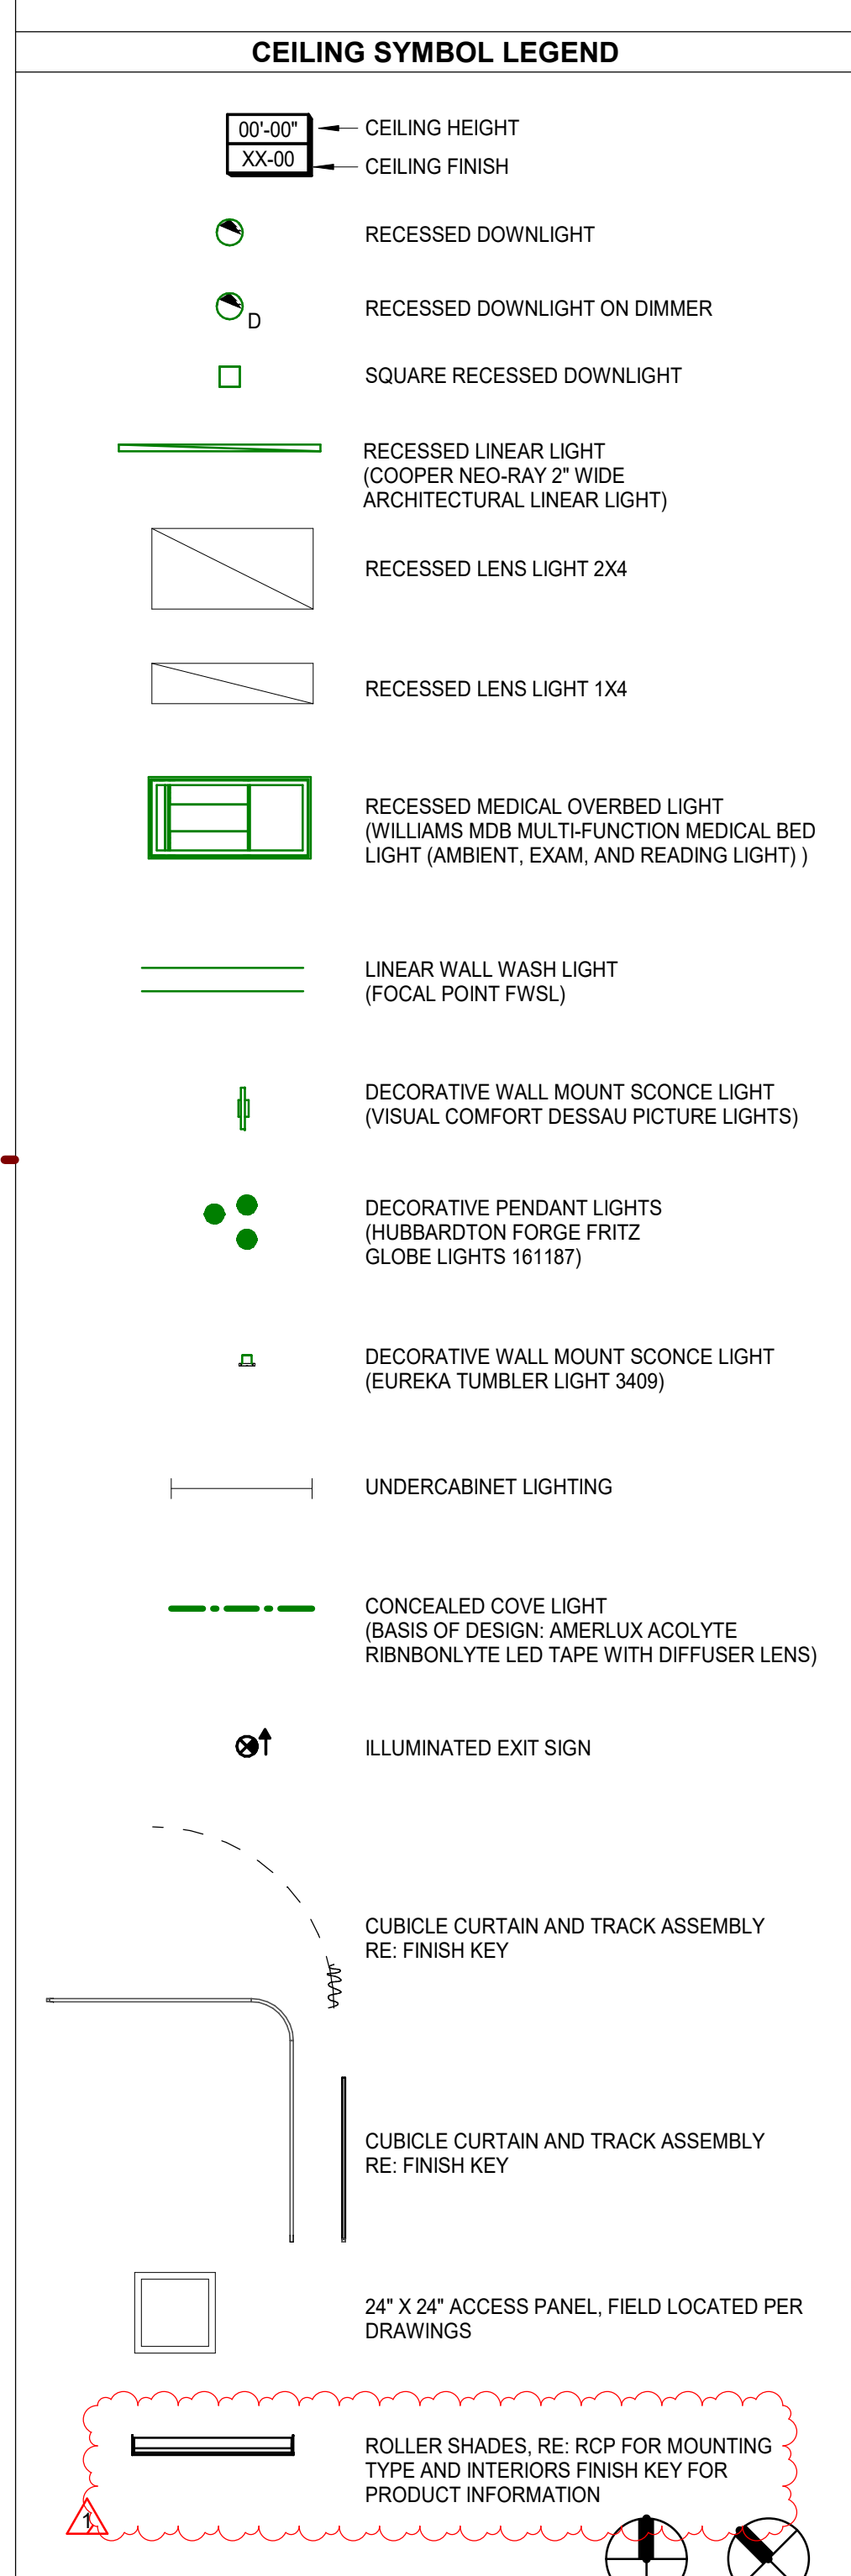 CEILING SYMBOL LEGEND
00'-00"
CEILING HEIGHT
XX-00
CEILING FINISH
RECESSED DOWNLIGHT
D
RECESSED DOWNLIGHT ON DIMMER
SQUARE RECESSED DOWNLIGHT
RECESSED LINEAR LIGHT
(COOPER NEO-RAY 2" WIDE
ARCHITECTURAL LINEAR LIGHT)
RECESSED LENS LIGHT 2X4
RECESSED LENS LIGHT 1X4
RECESSED MEDICAL OVERBED LIGHT
(WILLIAMS MDB MULTI-FUNCTION MEDICAL BED
LIGHT (AMBIENT, EXAM, AND READING LIGHT) )
LINEAR WALL WASH LIGHT
(FOCAL POINT FWSL)
DECORATIVE WALL MOUNT SCONCE LIGHT
(VISUAL COMFORT DESSAU PICTURE LIGHTS)
DECORATIVE PENDANT LIGHTS
(HUBBARDTON FORGE FRITZ
GLOBE LIGHTS 161187)
DECORATIVE WALL MOUNT SCONCE LIGHT
(EUREKA TUMBLER LIGHT 3409)
UNDERCABINET LIGHTING
CONCEALED COVE LIGHT
(BASIS OF DESIGN: AMERLUX ACOLYTE
RIBNBONLYTE LED TAPE WITH DIFFUSER LENS)
ILLUMINATED EXIT SIGN
CUBICLE CURTAIN AND TRACK ASSEMBLY
RE: FINISH KEY
CUBICLE CURTAIN AND TRACK ASSEMBLY
RE: FINISH KEY
24" X 24" ACCESS PANEL, FIELD LOCATED PER
DRAWINGS
ROLLER SHADES, RE: RCP FOR MOUNTING
TYPE AND INTERIORS FINISH KEY FOR
PRODUCT INFORMATION
1